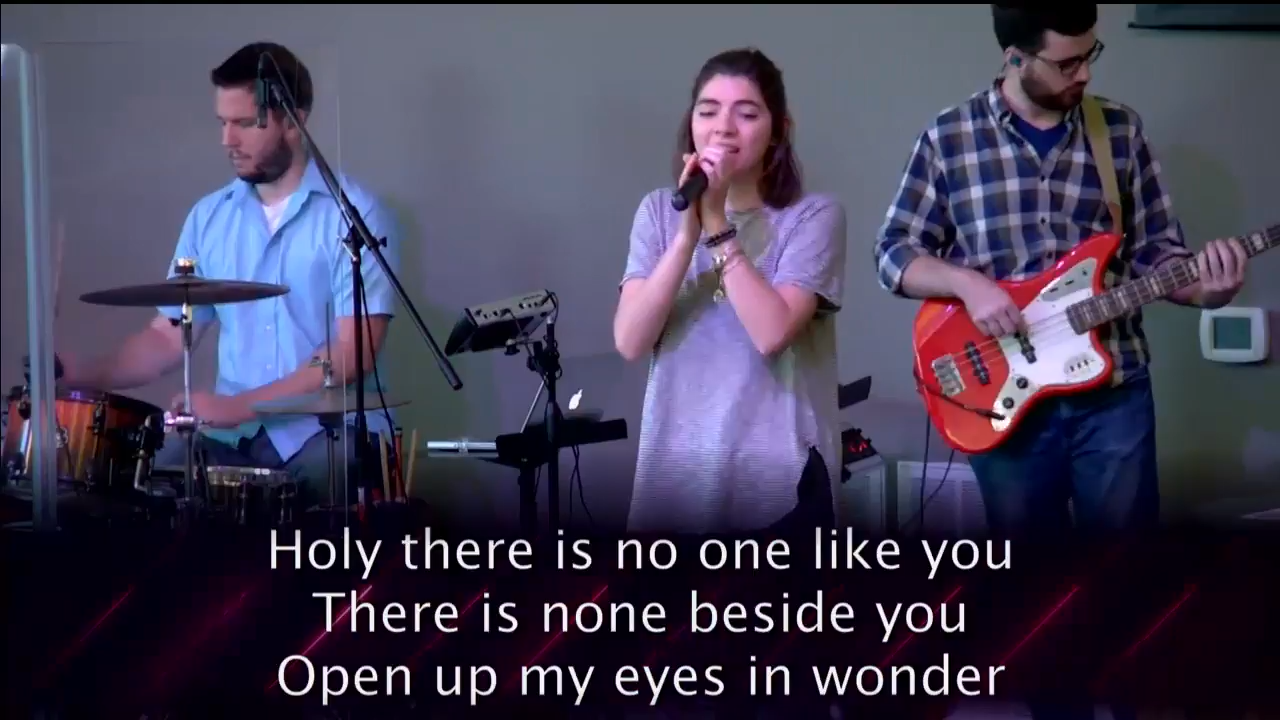 Holy there is no one like you
There is none beside you
Open up my eyes in wonder